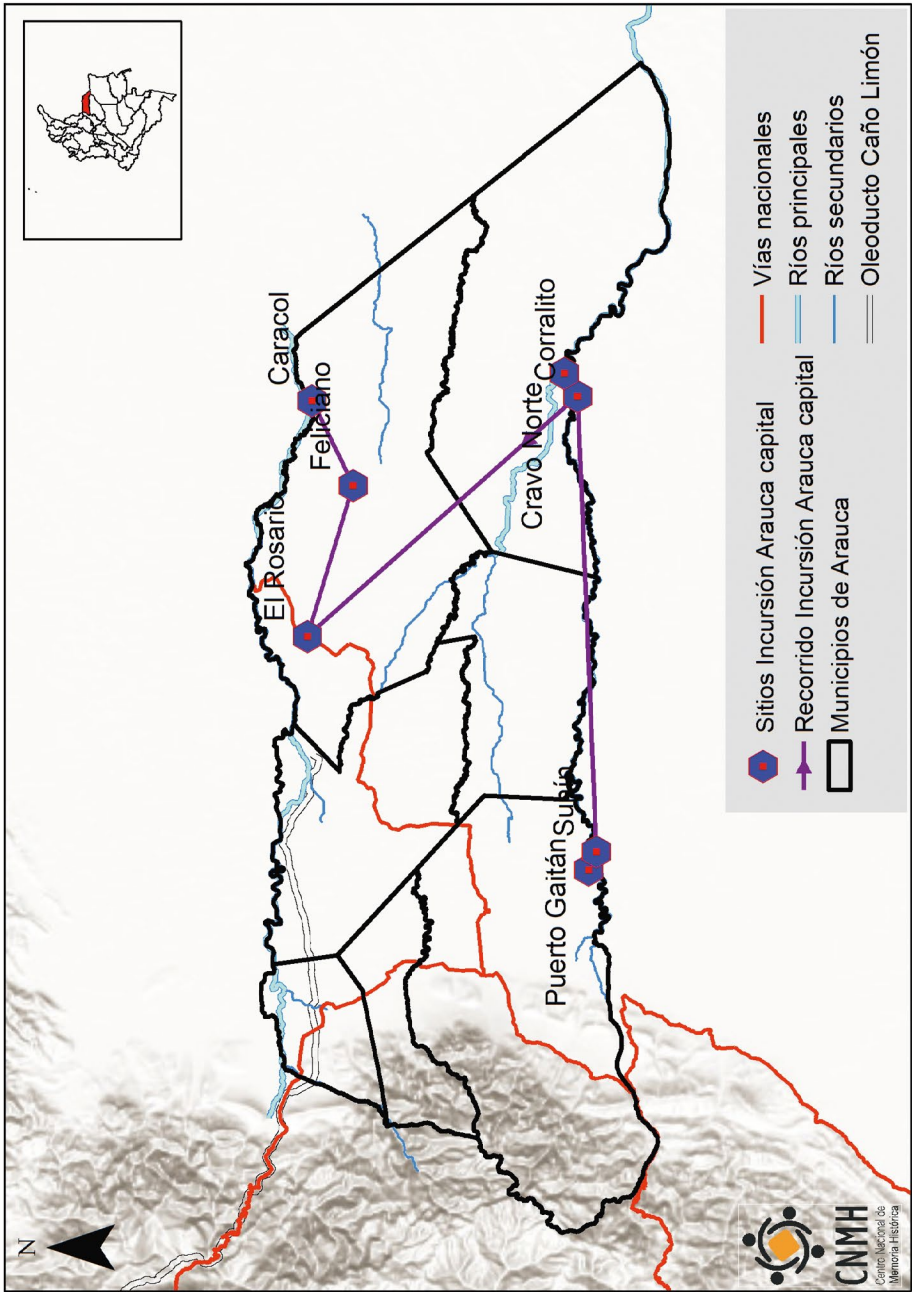 N
Caracol
Feliciano
El Rosario
Corralito
Cravo Norte
Puerto Gaitán
Sitios Incursión Arauca capital
Recorrido Incursión Arauca capital
Municipios de Arauca
Vías nacionales
Ríos principales
Ríos secundarios
Oleoducto Caño Limón
CNMH
Centro Nacional de
Memoria Histórica